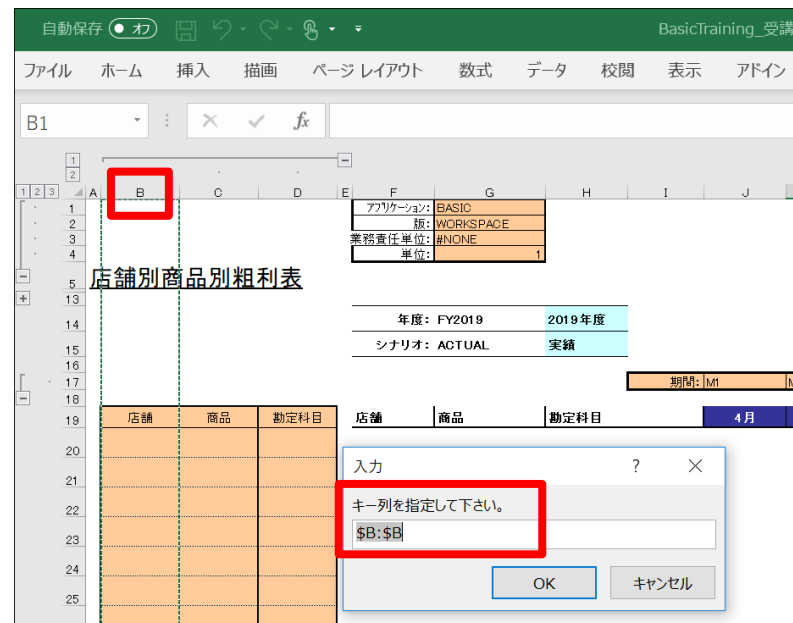 自動保存 オフ BasicTraining_受講
ファイル ホーム 挿入 描画 ページ レイアウト 数式 データ 校閲 表示 アドイン
B1 fx
1
2
1 2 3 A B C D E F G H I J
1 アプリケーション: BASIC
2 版: WORKSPACE
3 業務責任単位: #NONE
4 単位: 1
5 店舗別商品別粗利表
13
14 年度: FY2019 2019年度
15 シナリオ: ACTUAL 実績
16
17 期間: M1
18
19 店舗 商品 勘定科目 店舗 商品 勘定科目 4月
20
21
22
23
24
25
入力 ?
キー列を指定して下さい。
$B:$B
OK キャンセル